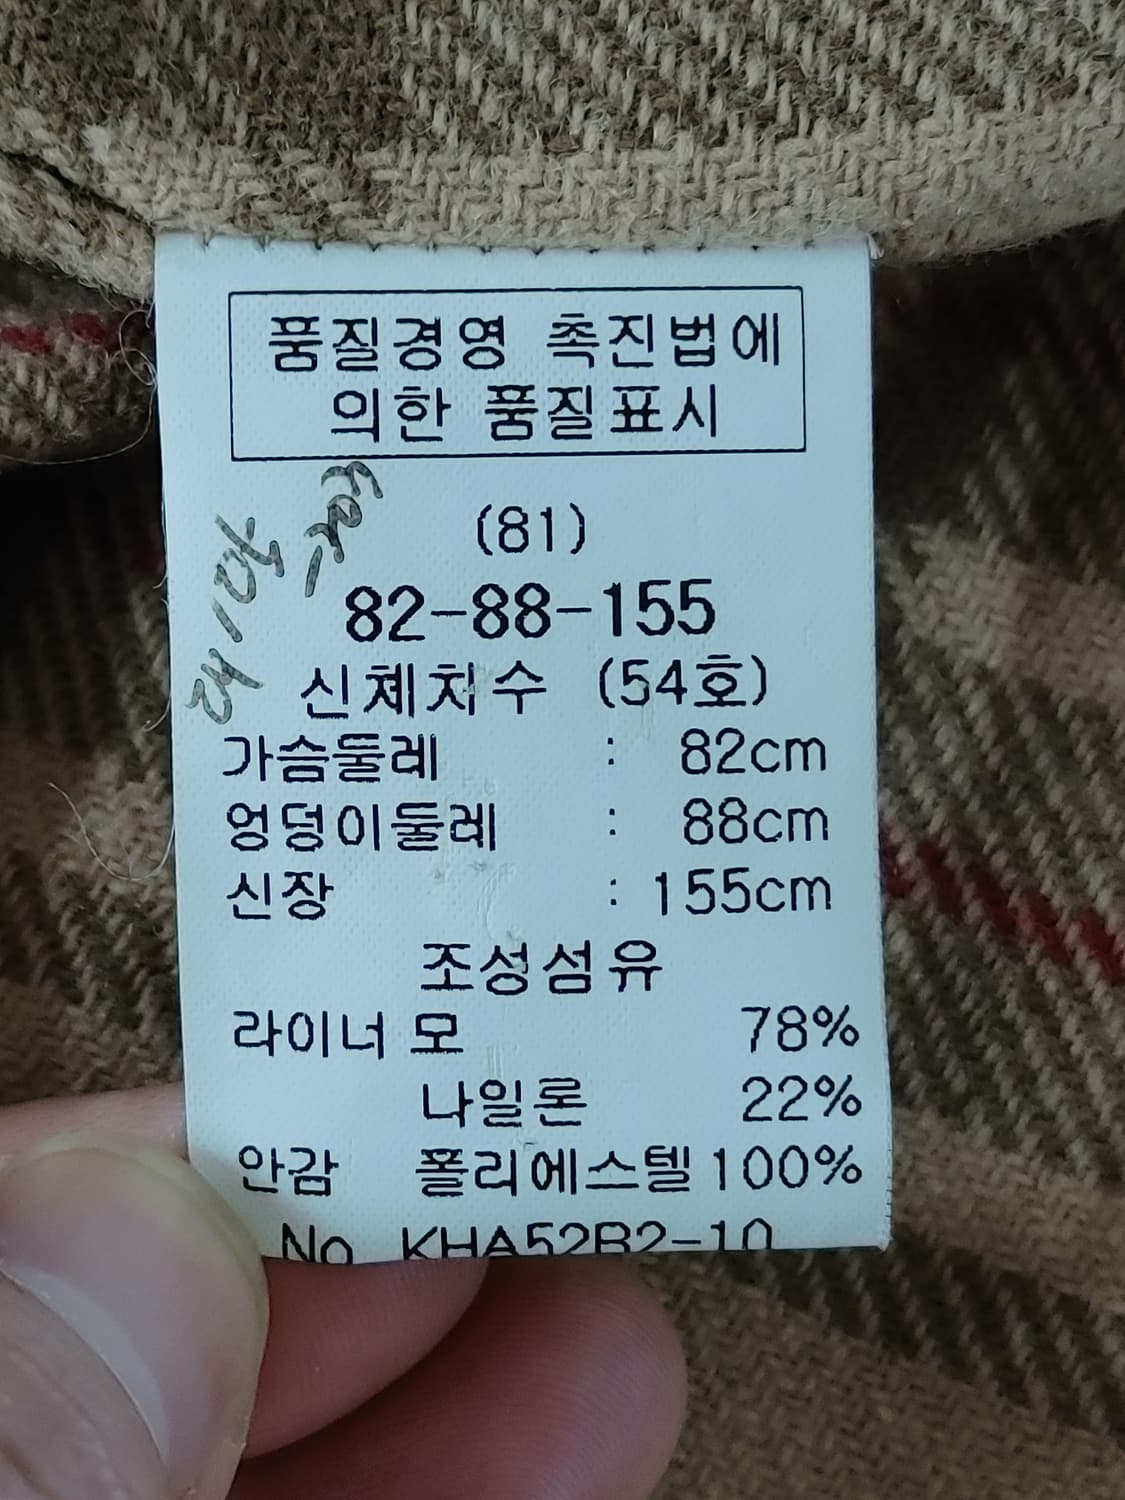 품질경영 촉진법에
의한 품질표시
(81)
82-88-155
신체치수 (54호)
가슴둘레 : 82cm
엉덩이둘레 : 88cm
신장 : 155cm
조성섬유
라이너 모 78%
나일론 22%
안감 폴리에스텔 100%
No KHA52B2-10